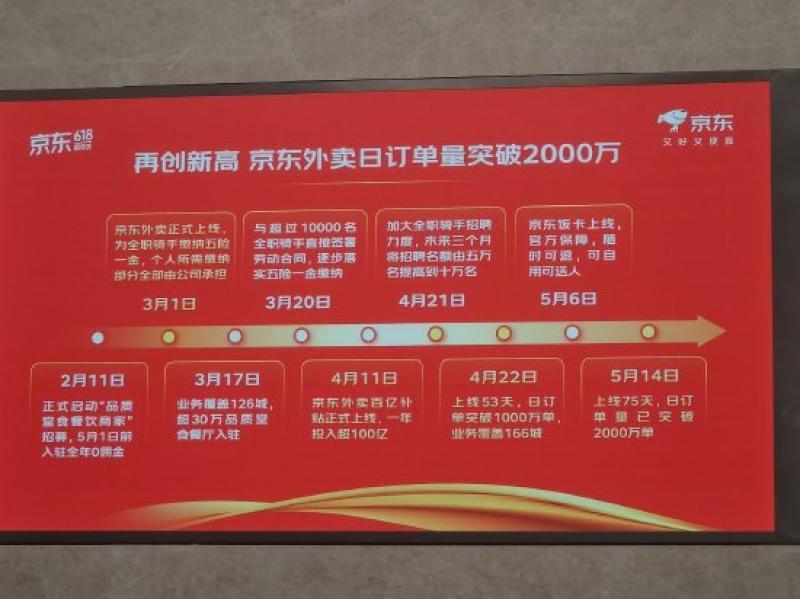 京东618
京东
又好又便宜
再创新高 京东外卖日订单量突破2000万
京东外卖正式上线、
为全职骑手缴纳五险
一金，个人所需缴纳
部分全部由公司承担
3月1日
与超过10000名
全职骑手直接签署
劳动合同，逐步落
实五险一金缴纳
3月20日
加大全职骑手招聘
力度，未来三个月
将招聘名额由五万
名提高到十万名
4月21日
京东饭卡上线，
官方保障，随
时可退，可自
用可送人
5月6日
2月11日
正式启动“品质
堂食餐饮商家”
招募，5月1日前
入驻全年0佣金
3月17日
业务覆盖126城，
超30万品质堂
食餐厅入驻
4月11日
京东外卖百亿补
贴正式上线，一年
投入超100亿
4月22日
上线53天，日订
单突破1000万单，
业务覆盖166城
5月14日
上线75天，日订
单量已突破
2000万单